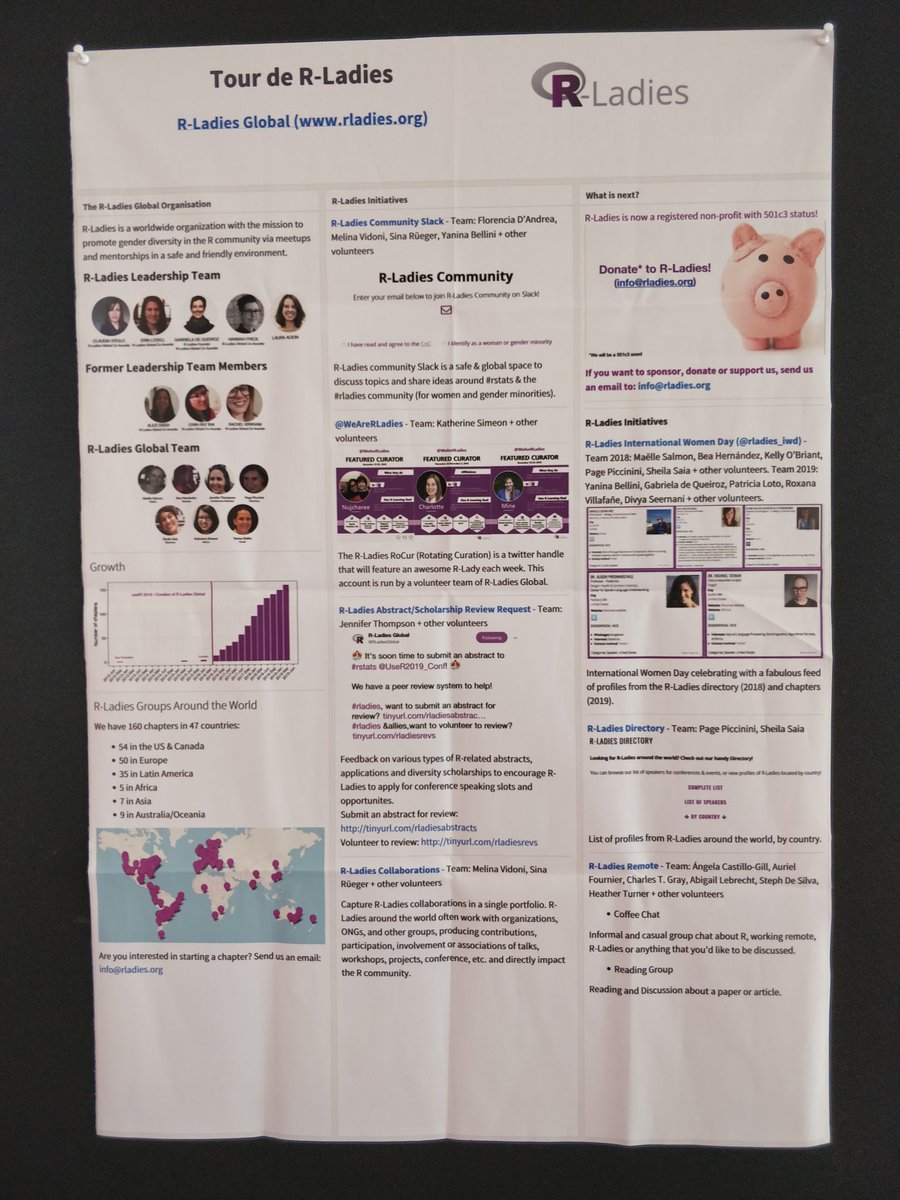 Tour de R-Ladies
R-Ladies Global (www.rladies.org)
R-Ladies
The R-Ladies Global Organisation
R-Ladies is a worldwide organization with the mission to
promote gender diversity in the R community via meetups
and mentorships in a safe and friendly environment.
R-Ladies Leadership Team
CLAUDIA VITOLO
GABRIELA DE QUEIROZ
HANNAH FRICK
LAURA ACION
Former Leadership Team Members
ALICE DALY
CHIIN-RUI TAN
RACHEL KIRKHAM
R-Ladies Global Team
Growth
useR! 2016 / Creation of R-Ladies Global
Number of chapters
150
100
50
0
R-Ladies Groups Around the World
We have 160 chapters in 47 countries:
• 54 in the US & Canada
• 50 in Europe
• 35 in Latin America
• 5 in Africa
• 7 in Asia
• 9 in Australia/Oceania
Are you interested in starting a chapter? Send us an email:
info@rladies.org
R-Ladies Initiatives
R-Ladies Community Slack - Team: Florencia D'Andrea,
Melina Vidoni, Sina Rüeger, Yanina Bellini + other
volunteers
R-Ladies Community
Enter your email below to join R-Ladies Community on Slack!
I have read and agree to the CoC
I identify as a woman or gender minority
R-Ladies community Slack is a safe & global space to
discuss topics and share ideas around #rstats & the
#rladies community (for women and gender minorities).
@WeAreRLadies - Team: Katherine Simeon + other
volunteers
@WeAreRLadies
FEATURED CURATOR
Nujcharee
@WeAreRLadies
FEATURED CURATOR
Charlotte
@WeAreRLadies
FEATURED CURATOR
Mine
The R-Ladies RoCur (Rotating Curation) is a twitter handle
that will feature an awesome R-Lady each week. This
account is run by a volunteer team of R-Ladies Global.
R-Ladies Abstract/Scholarship Review Request - Team:
Jennifer Thompson + other volunteers
R-Ladies Global
@RLadiesGlobal
Following
It's soon time to submit an abstract to
#rstats @UseR2019_Conf!
We have a peer review system to help!
#rladies, want to submit an abstract for
review? tinyurl.com/rladiesabstrac…
#rladies &allies,want to volunteer to review?
tinyurl.com/rladiesrevs
Feedback on various types of R-related abstracts,
applications and diversity scholarships to encourage R-
Ladies to apply for conference speaking slots and
opportunites.
Submit an abstract for review:
http://tinyurl.com/rladiesabstracts
Volunteer to review: http://tinyurl.com/rladiesrevs
R-Ladies Collaborations - Team: Melina Vidoni, Sina
Rüeger + other volunteers
Capture R-Ladies collaborations in a single portfolio. R-
Ladies around the world often work with organizations,
ONGs, and other groups, producing contributions,
participation, involvement or associations of talks,
workshops, projects, conference, etc. and directly impact
the R community.
What is next?
R-Ladies is now a registered non-profit with 501c3 status!
Donate* to R-Ladies!
(info@rladies.org)
*We will be a 501c3 soon!
If you want to sponsor, donate or support us, send us
an email to: info@rladies.org
R-Ladies Initiatives
R-Ladies International Women Day (@rladies_iwd) -
Team 2018: Maëlle Salmon, Bea Hernández, Kelly O'Briant,
Page Piccinini, Sheila Saia + other volunteers. Team 2019:
Yanina Bellini, Gabriela de Queiroz, Patricia Loto, Roxana
Villafañe, Divya Seernani + other volunteers.
DR. RACHAEL TATMAN
International Women Day celebrating with a fabulous feed
of profiles from the R-Ladies directory (2018) and chapters
(2019).
R-Ladies Directory - Team: Page Piccinini, Sheila Saia
R-LADIES DIRECTORY
Looking for R-Ladies around the world? Check out our handy Directory!
You can browse our list of speakers for conferences & events, or view profiles of R-Ladies located by country!
COMPLETE LIST
LIST OF SPEAKERS
BY COUNTRY
List of profiles from R-Ladies around the world, by country.
R-Ladies Remote - Team: Ángela Castillo-Gill, Auriel
Fournier, Charles T. Gray, Abigail Lebrecht, Steph De Silva,
Heather Turner + other volunteers
• Coffee Chat
Informal and casual group chat about R, working remote,
R-Ladies or anything that you'd like to be discussed.
• Reading Group
Reading and Discussion about a paper or article.